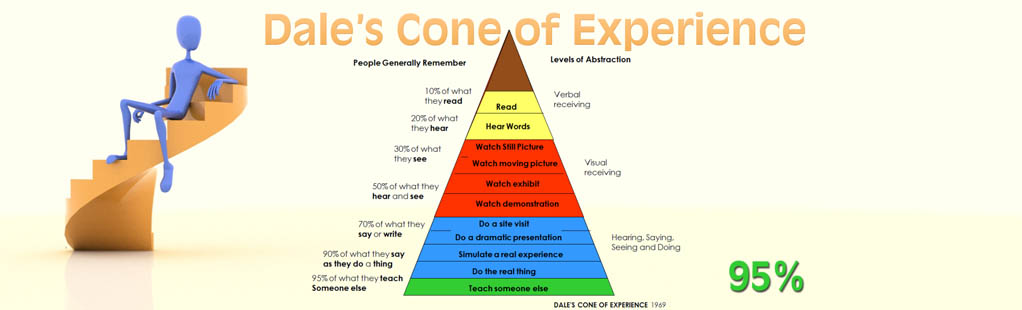 Dale's Cone of Experience
People Generally Remember
Levels of Abstraction
10% of what
they read
20% of what
they hear
30% of what
they see
50% of what they
hear and see
70% of what they
say or write
90% of what they say
as they do a thing
95% of what they teach
Someone else
Read
Hear Words
Watch Still Picture
Watch moving picture
Watch exhibit
Watch demonstration
Do a site visit
Do a dramatic presentation
Simulate a real experience
Do the real thing
Teach someone else
Verbal
receiving
Visual
receiving
Hearing, Saying,
Seeing and Doing
95%
DALE'S CONE OF EXPERIENCE 1969